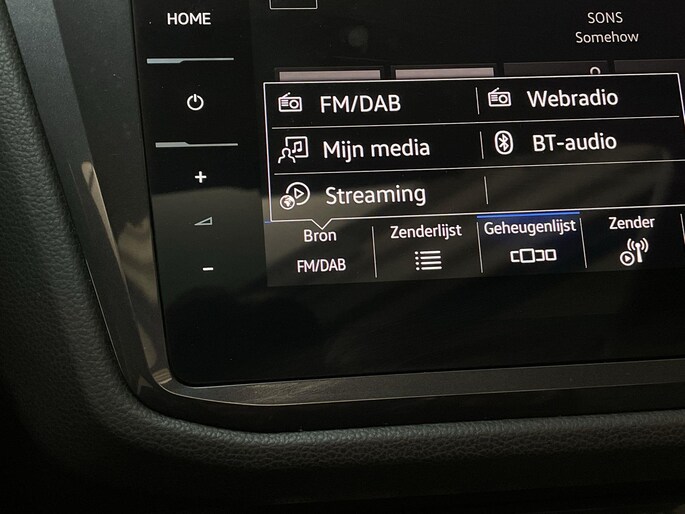 HOME
SONS
Somehow
FM/DAB
Webradio
Mijn media
BT-audio
Streaming
Bron
FM/DAB
Zenderlijst
Geheugenlijst
Zender